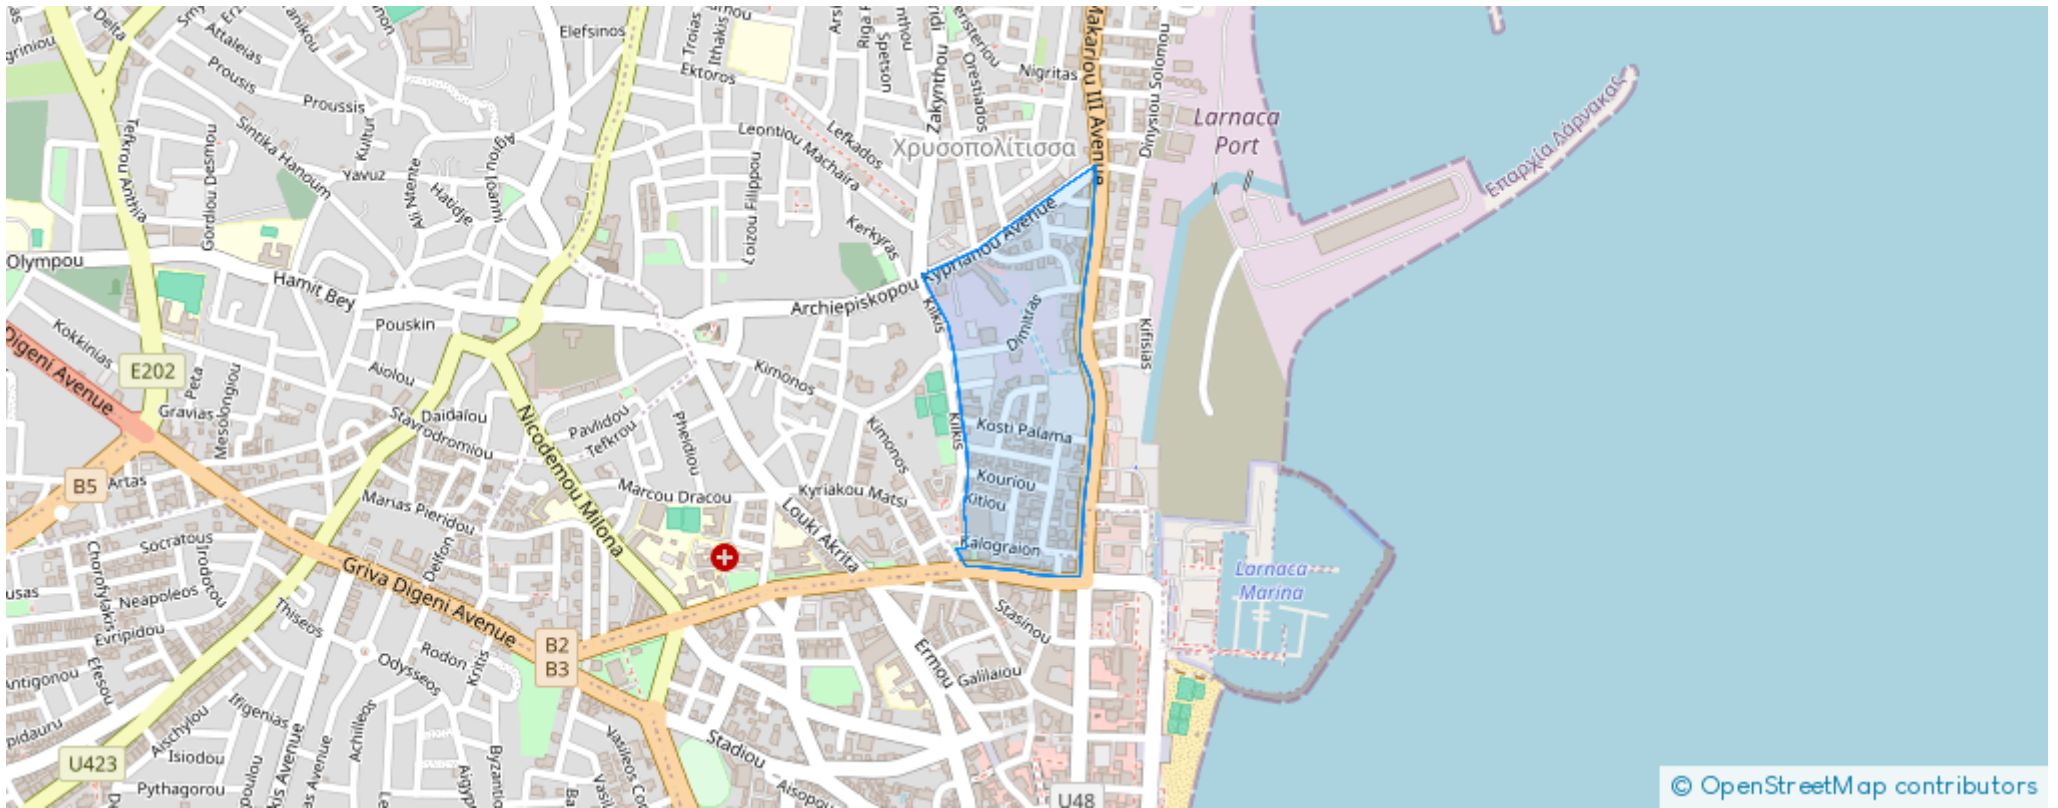 Attaleias
Prousis
Proussis
Sintika Hanoum
Kultur
Yavuz
Ali Ntente
Hatidje
Agiou Ioanni
Elefsinos
Troias
Ithakis
Ektoros
Spetson
Zakynthou
Orestiados
Nigritas
Makariou III Avenue
Dinysiou Solomou
Larnaca
Port
Επαρχία Λάρνακας
Leontiou Machaira
Lefkados
Χρυσοπολίτισσα
Tefkrou Anthia
Gordiou Desmou
Loizou Filippou
Kerkyras
Olympou
Hamit Bey
Archiepiskopou Kyprianou Avenue
Kokkinias
Pouskin
Kilkis
Dimitras
Kifisias
Digeni Avenue
E202
Peta
Aiolou
Kimonos
Gravias
Mesolongiou
Daidalou
Stavrodromiou
Pavlidou
Tefkrou
Pheidiou
Kimonos
Kilkis
Kosti Palama
B5
Artas
Marias Pieridou
Nicodemou Milona
Marcou Dracou
Kyriakou Matsi
Louki Akrita
Kouriou
Kitiou
Kalograion
Socratous
Irodotou
Chorofylakis
Delfon
Griva Digeni Avenue
Neapoleos
Evripidou
Thiseos
Stasinou
Larnaca
Marina
B2
B3
Rodon
Kritis
Odysseos
Ermou
Galilaiou
Antigonou
Efesou
Ifigenias
Achilleos
Aischylou
Isiodou
Pythagorou
Stadiou
Aisopou
U423
U48
© OpenStreetMap contributors